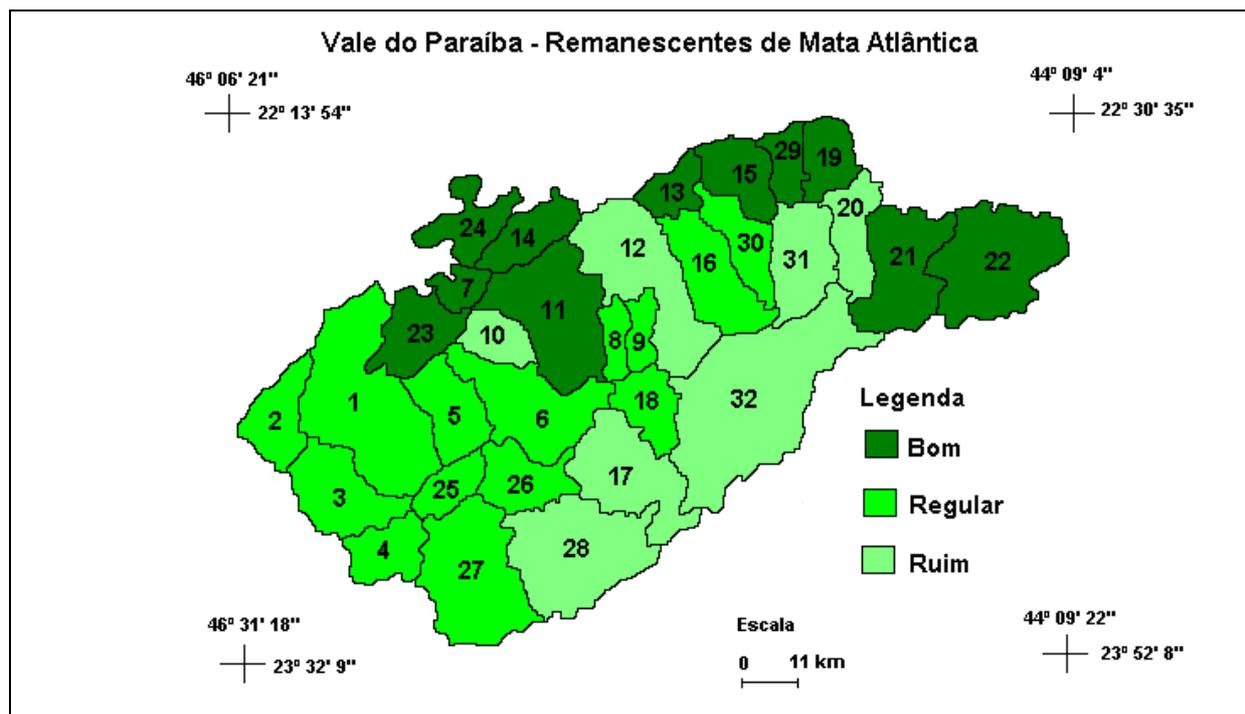 Vale do Paraíba - Remanescentes de Mata Atlântica
46º 06' 21" 44º 09' 4"
22º 13' 54" 22º 30' 35"
29 19
15
13
20
24 14 12 30
16 31 21 22
7
11
23 10 8 9
1 5 18 32
2 6
Legenda
Bom
17
3 25 26
Regular
4 27 28
Ruim
46º 31' 18" Escala 44º 09' 22"
23º 32' 9" 0 11 km 23º 52' 8"